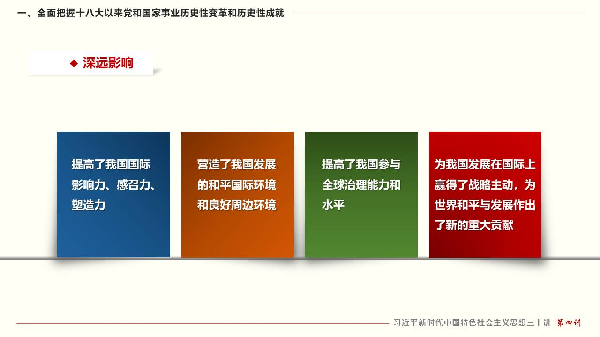 一、全面把握十八大以来党和国家事业历史性变革和历史性成就
◆ 深远影响
提高了我国国际
影响力、感召力、
塑造力
营造了我国发展
的和平国际环境
和良好周边环境
提高了我国参与
全球治理能力和
水平
为我国发展在国际上
赢得了战略主动，为
世界和平与发展作出
了新的重大贡献
习近平新时代中国特色社会主义思想三十讲 第四讲